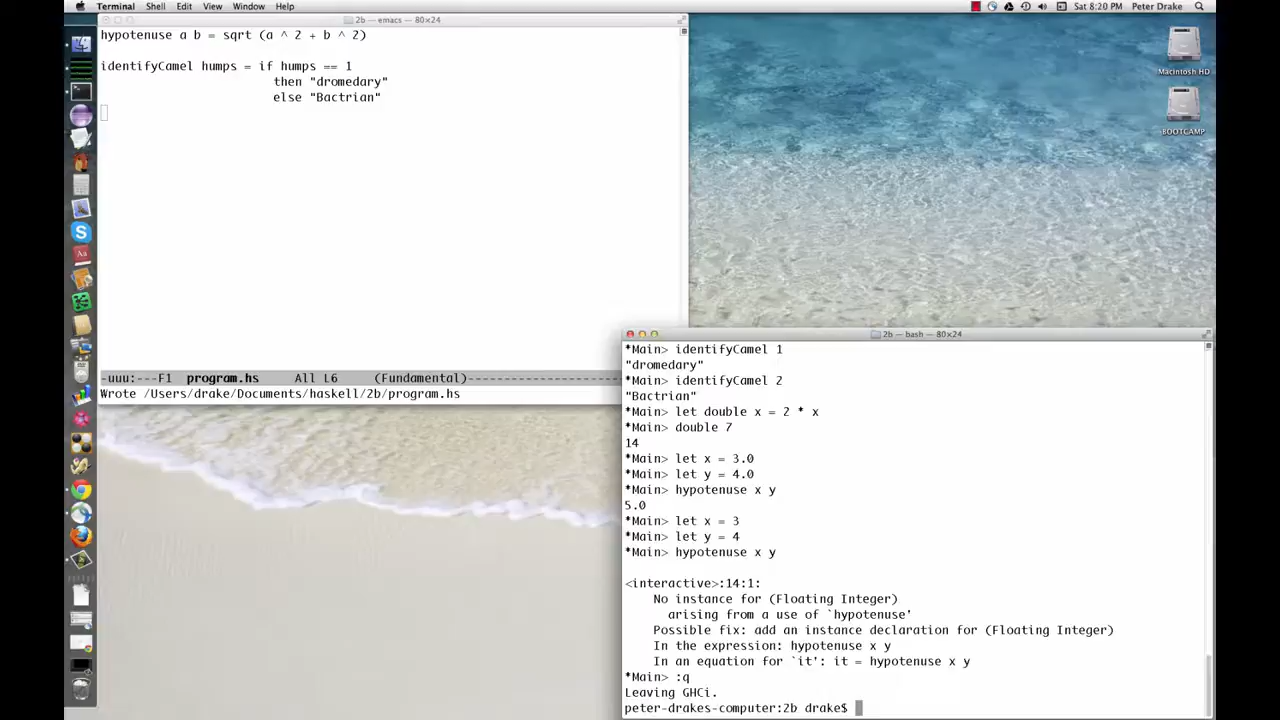 Terminal Shell Edit View Window Help
Sat 8:20 PM Peter Drake
2b — emacs — 80×24
hypotenuse a b = sqrt (a ^ 2 + b ^ 2)
identifyCamel humps = if humps == 1
then "dromedary"
else "Bactrian"
-uuu:---F1 program.hs All L6 (Fundamental)
Wrote /Users/drake/Documents/haskell/2b/program.hs
Macintosh HD
BOOTCAMP
2b — bash — 80×24
*Main> identifyCamel 1
"dromedary"
*Main> identifyCamel 2
"Bactrian"
*Main> let double x = 2 * x
*Main> double 7
14
*Main> let x = 3.0
*Main> let y = 4.0
*Main> hypotenuse x y
5.0
*Main> let x = 3
*Main> let y = 4
*Main> hypotenuse x y
<interactive>:14:1:
No instance for (Floating Integer)
arising from a use of `hypotenuse'
Possible fix: add an instance declaration for (Floating Integer)
In the expression: hypotenuse x y
In an equation for `it': it = hypotenuse x y
*Main> :q
Leaving GHCi.
peter-drakes-computer:2b drake$